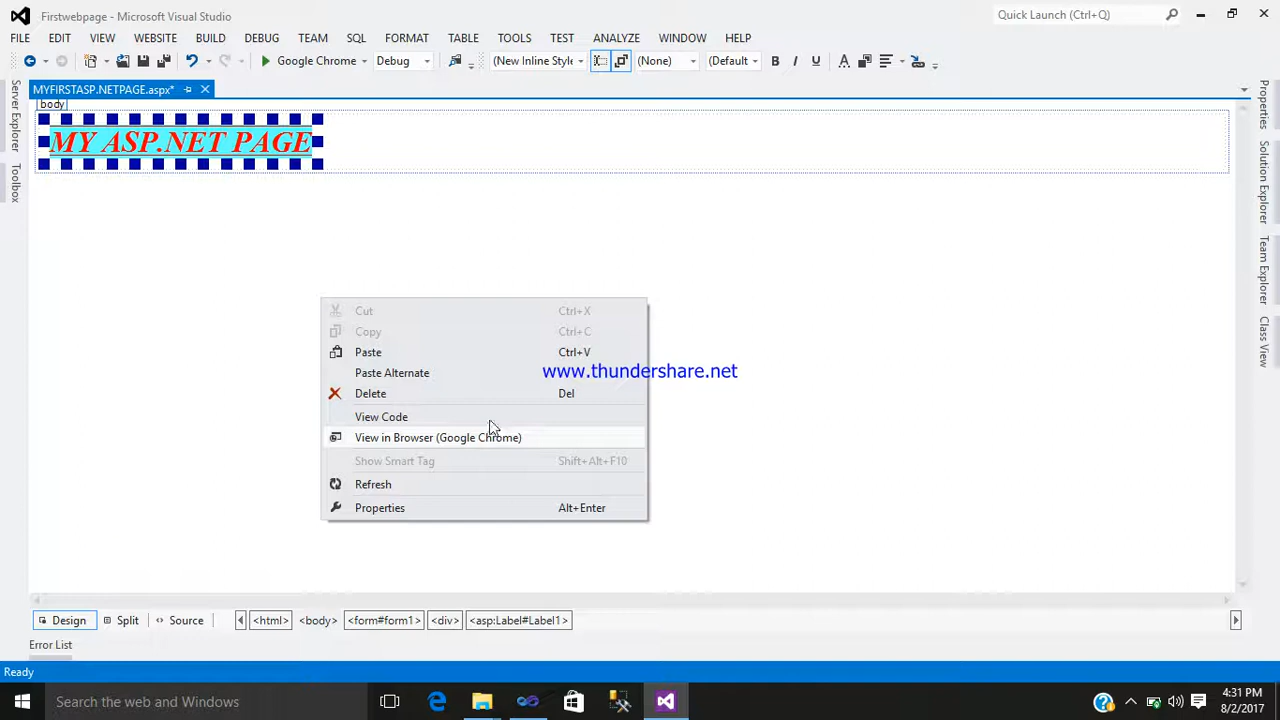 Firstwebpage - Microsoft Visual Studio
Quick Launch (Ctrl+Q)
FILE EDIT VIEW WEBSITE BUILD DEBUG TEAM SQL FORMAT TABLE TOOLS TEST ANALYZE WINDOW HELP
Google Chrome Debug (New Inline Style (None) (Default B I U A
MYFIRSTASP.NETPAGE.aspx*
body
MY ASP.NET PAGE
Server Explorer
Toolbox
Properties
Solution Explorer
Team Explorer
Class View
Cut Ctrl+X
Copy Ctrl+C
Paste Ctrl+V
Paste Alternate
www.thundershare.net
Delete Del
View Code
View in Browser (Google Chrome)
Show Smart Tag Shift+Alt+F10
Refresh
Properties Alt+Enter
Design Split Source <html> <body> <form#form1> <div> <asp:Label#Label1>
Error List
Ready
Search the web and Windows
4:31 PM
8/2/2017